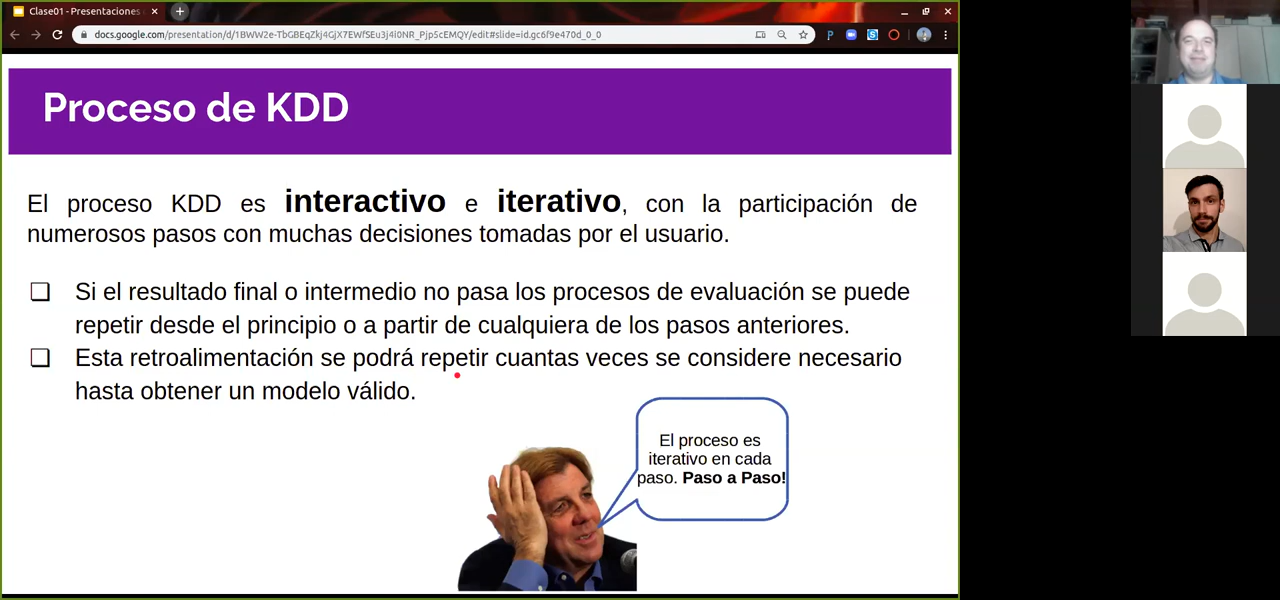 Clase01 - Presentaciones
docs.google.com/presentation/d/1BWW2e-TbGBEqZkj4GJX7EWfSEu3j4i0NR_Pjp5cEMQY/edit#slide=id.gc6f9e470d_0_0
Proceso de KDD
El proceso KDD es interactivo e iterativo, con la participación de
numerosos pasos con muchas decisiones tomadas por el usuario.
❏ Si el resultado final o intermedio no pasa los procesos de evaluación se puede
repetir desde el principio o a partir de cualquiera de los pasos anteriores.
❏ Esta retroalimentación se podrá repetir cuantas veces se considere necesario
hasta obtener un modelo válido.
El proceso es
iterativo en cada
paso. Paso a Paso!